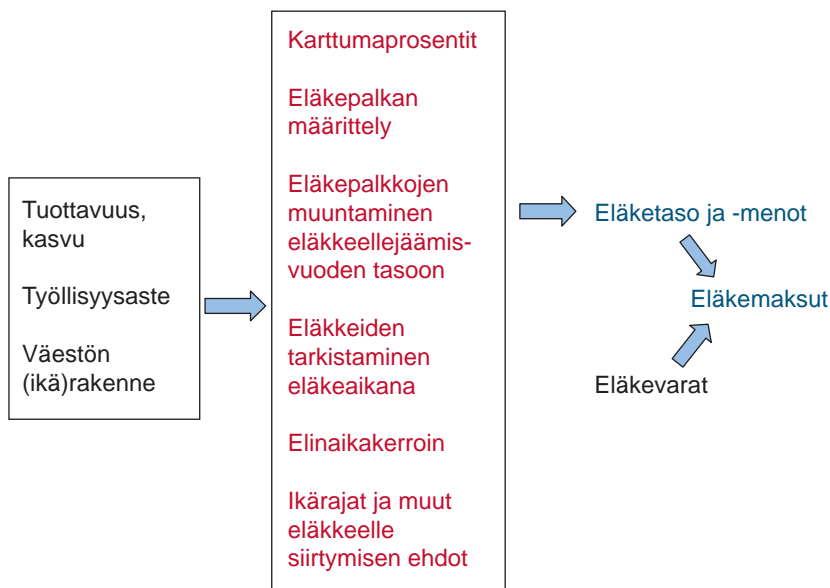 Tuottavuus,
kasvu
Työllisyysaste
Väestön
(ikä)rakenne
Karttumaprosentit
Eläkepalkan
määrittely
Eläkepalkkojen
muuntaminen
eläkkeellejäämis-
vuoden tasoon
Eläkkeiden
tarkistaminen
eläkeaikana
Elinaikakerroin
Ikärajat ja muut
eläkkeelle
siirtymisen ehdot
Eläketaso ja -menot
Eläkemaksut
Eläkevarat